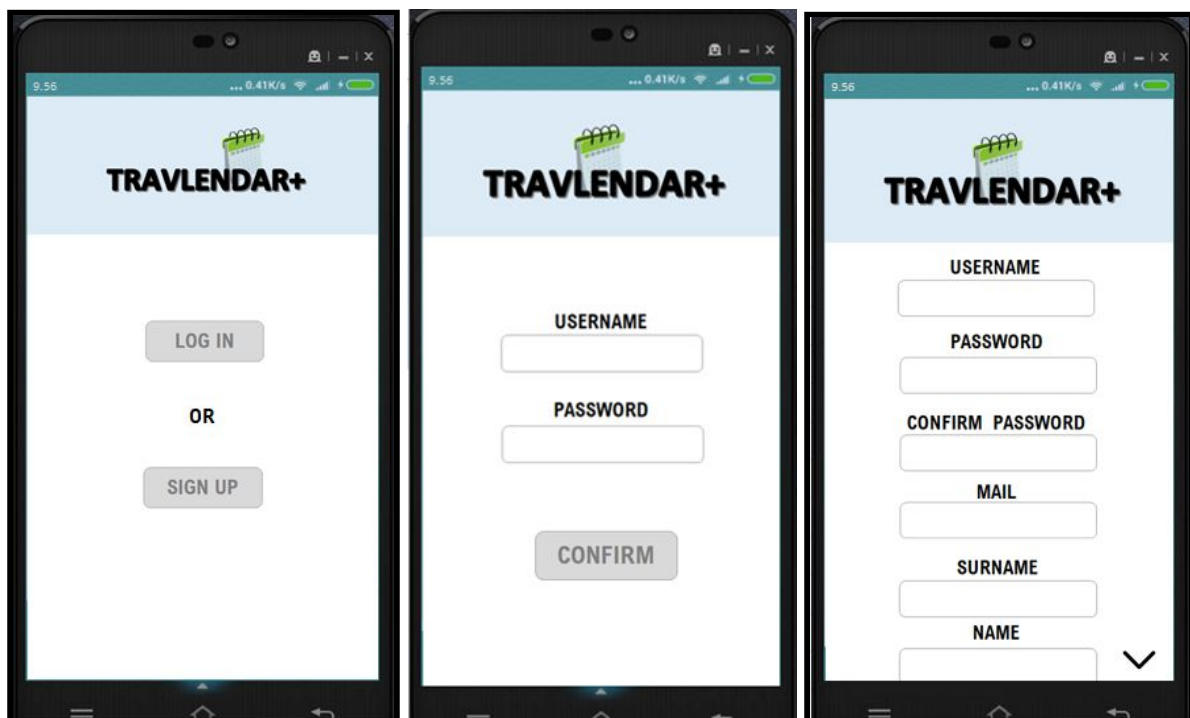 9.56
... 0.41K/s
TRAVLENDAR+
LOG IN
OR
SIGN UP
9.56
... 0.41K/s
TRAVLENDAR+
USERNAME
PASSWORD
CONFIRM
9.56
... 0.41K/s
TRAVLENDAR+
USERNAME
PASSWORD
CONFIRM PASSWORD
MAIL
SURNAME
NAME